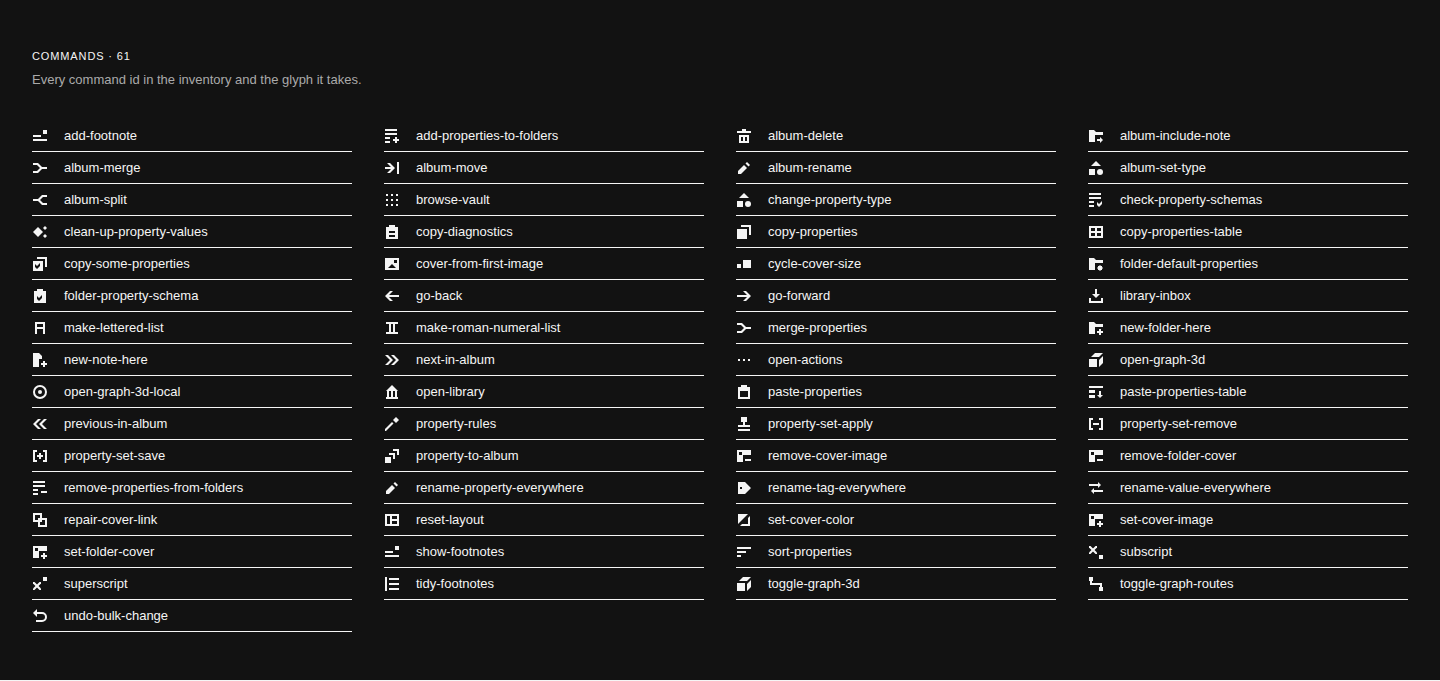 COMMANDS · 61
Every command id in the inventory and the glyph it takes.
add-footnote
add-properties-to-folders
album-delete
album-include-note
album-merge
album-move
album-rename
album-set-type
album-split
browse-vault
change-property-type
check-property-schemas
clean-up-property-values
copy-diagnostics
copy-properties
copy-properties-table
copy-some-properties
cover-from-first-image
cycle-cover-size
folder-default-properties
folder-property-schema
go-back
go-forward
library-inbox
make-lettered-list
make-roman-numeral-list
merge-properties
new-folder-here
new-note-here
next-in-album
open-actions
open-graph-3d
open-graph-3d-local
open-library
paste-properties
paste-properties-table
previous-in-album
property-rules
property-set-apply
property-set-remove
property-set-save
property-to-album
remove-cover-image
remove-folder-cover
remove-properties-from-folders
rename-property-everywhere
rename-tag-everywhere
rename-value-everywhere
repair-cover-link
reset-layout
set-cover-color
set-cover-image
set-folder-cover
show-footnotes
sort-properties
subscript
superscript
tidy-footnotes
toggle-graph-3d
toggle-graph-routes
undo-bulk-change